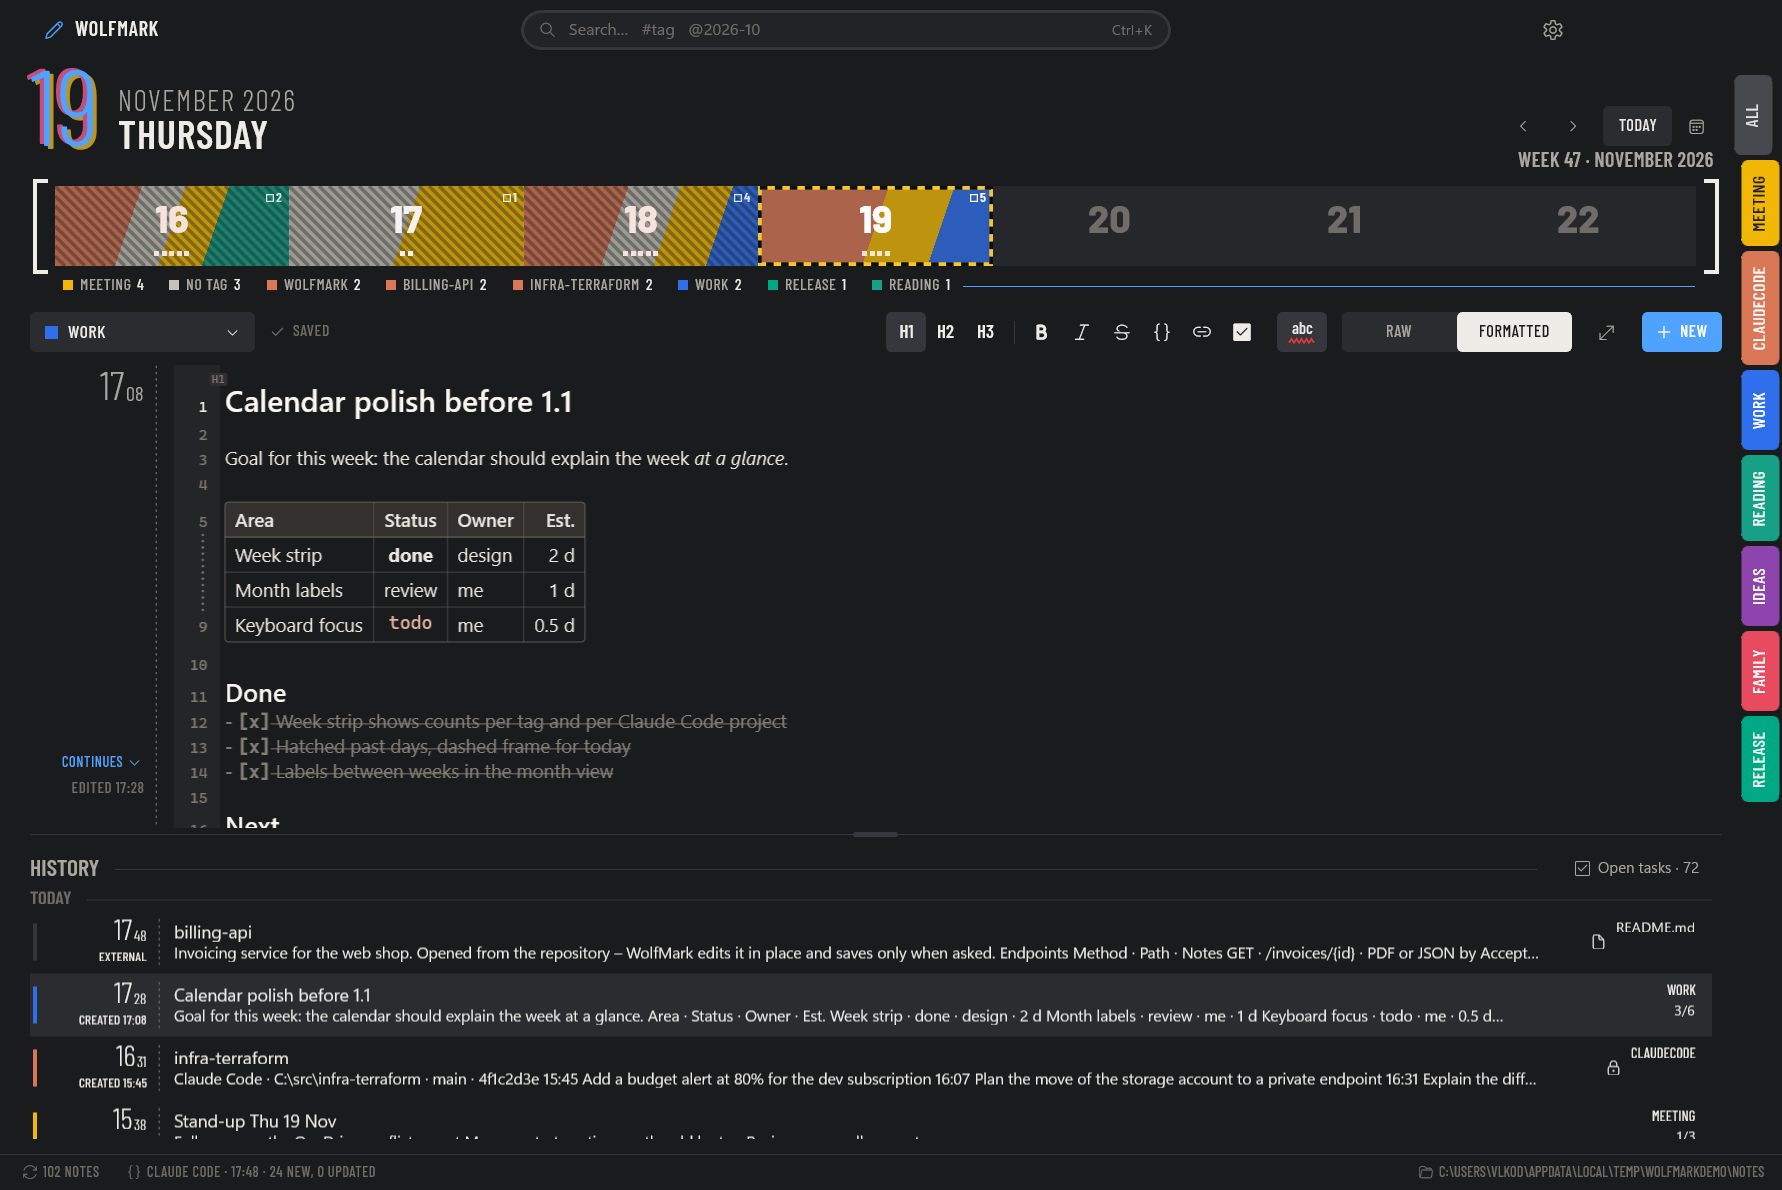 WOLFMARK
Search... #tag @2026-10 Ctrl+K
19
NOVEMBER 2026
THURSDAY
TODAY
WEEK 47 · NOVEMBER 2026
16 2
17 1
18 4
19 5
20
21
22
MEETING 4 NO TAG 3 WOLFMARK 2 BILLING-API 2 INFRA-TERRAFORM 2 WORK 2 RELEASE 1 READING 1
WORK
SAVED
H1 H2 H3 B I S {} abc
RAW FORMATTED
+ NEW
17 08
H1
1 Calendar polish before 1.1
2
3 Goal for this week: the calendar should explain the week at a glance.
4
5 Area Status Owner Est.
Week strip done design 2 d
Month labels review me 1 d
9 Keyboard focus todo me 0.5 d
10
11 Done
12 - [x] Week strip shows counts per tag and per Claude Code project
13 - [x] Hatched past days, dashed frame for today
14 - [x] Labels between weeks in the month view
15
16 Next
CONTINUES
EDITED 17:28
ALL
MEETING
CLAUDECODE
WORK
READING
IDEAS
FAMILY
RELEASE
HISTORY
Open tasks · 72
TODAY
17 48
EXTERNAL
billing-api
Invoicing service for the web shop. Opened from the repository – WolfMark edits it in place and saves only when asked. Endpoints Method · Path · Notes GET · /invoices/{id} · PDF or JSON by Accept...
README.md
17 28
CREATED 17:08
Calendar polish before 1.1
Goal for this week: the calendar should explain the week at a glance. Area · Status · Owner · Est. Week strip · done · design · 2 d Month labels · review · me · 1 d Keyboard focus · todo · me · 0.5 d...
WORK
3/6
16 31
CREATED 15:45
infra-terraform
Claude Code · C:\src\infra-terraform · main · 4f1c2d3e 15:45 Add a budget alert at 80% for the dev subscription 16:07 Plan the move of the storage account to a private endpoint 16:31 Explain the diff...
CLAUDECODE
15 38
Stand-up Thu 19 Nov
MEETING
1/3
102 NOTES
{} CLAUDE CODE · 17:48 · 24 NEW, 0 UPDATED
C:\USERS\VLKOD\APPDATA\LOCAL\TEMP\WOLFMARKDEMO\NOTES